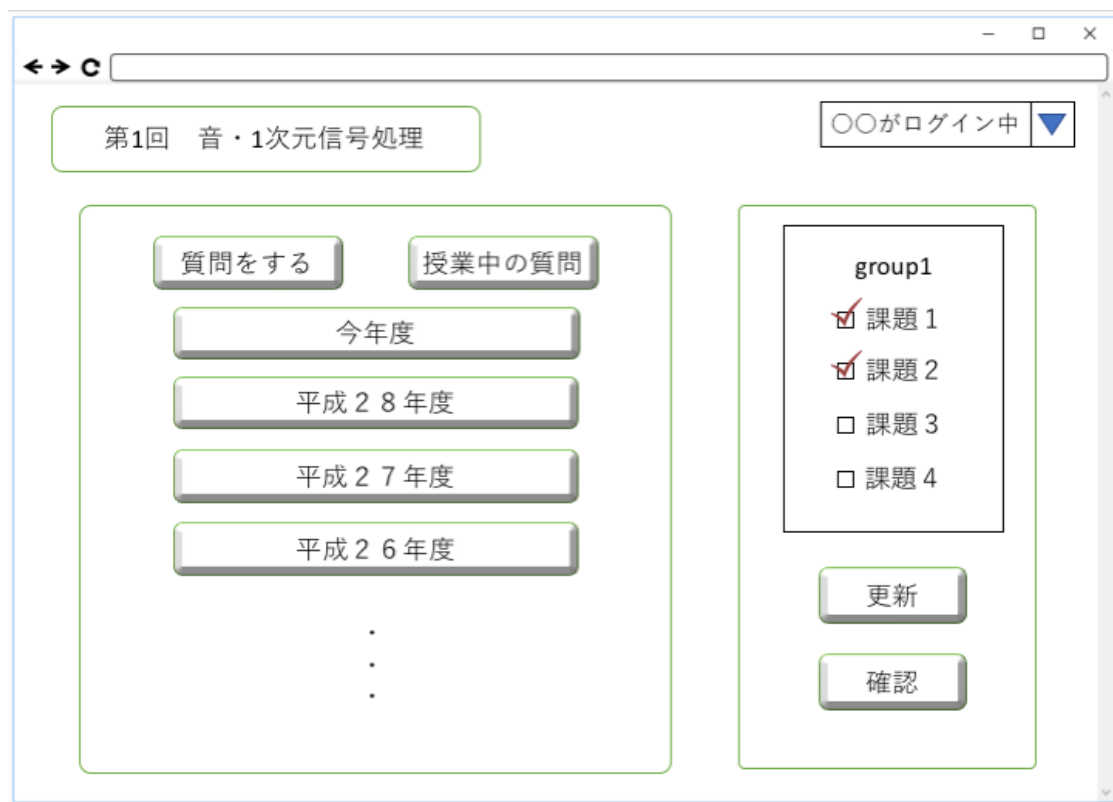 第1回　音・1次元信号処理
〇〇がログイン中
質問をする
授業中の質問
今年度
平成２８年度
平成２７年度
平成２６年度
group1
課題１
課題２
課題３
課題４
更新
確認